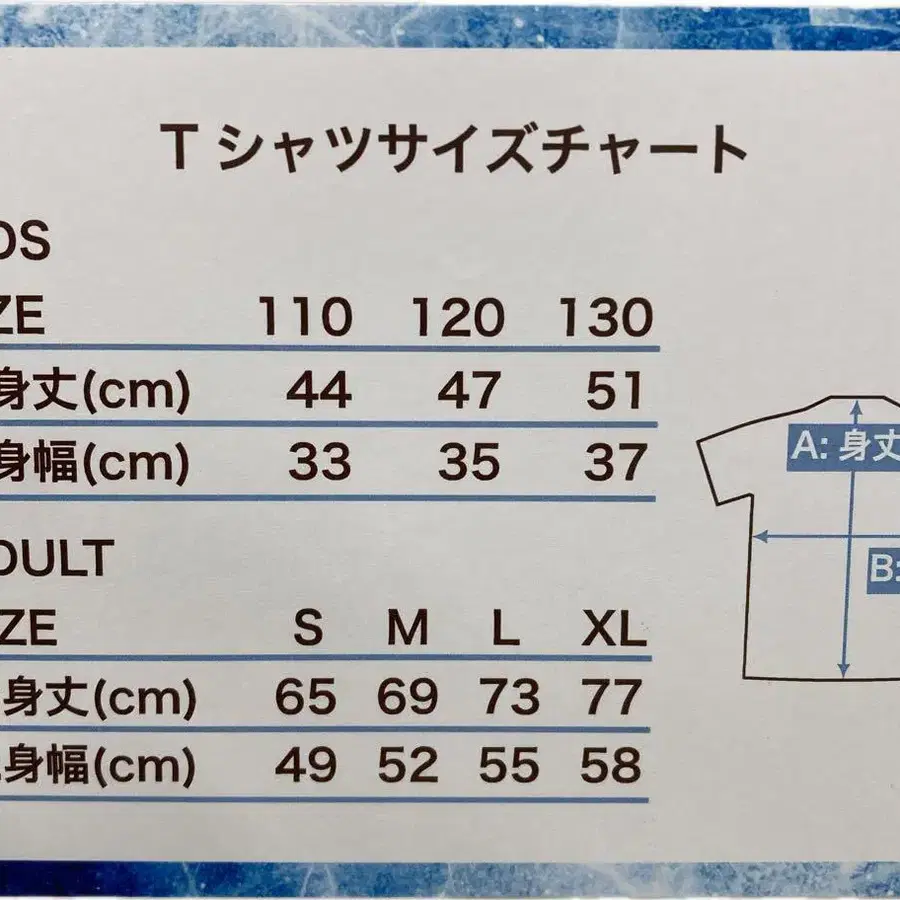 Tシャツサイズチャート
DS
ZE 110 120 130
身丈(cm) 44 47 51
身幅(cm) 33 35 37
DULT
ZE S M L XL
身丈(cm) 65 69 73 77
身幅(cm) 49 52 55 58
A: 身丈
B: